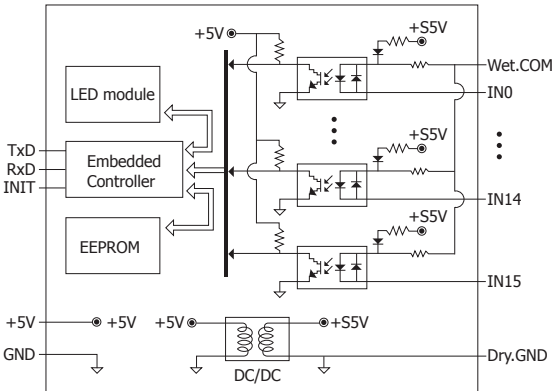 +5V
+S5V
Wet.COM
LED module
IN0
TxD
RxD
INIT
Embedded
Controller
+S5V
IN14
EEPROM
+S5V
IN15
+5V
+5V
+5V
+S5V
GND
Dry.GND
DC/DC